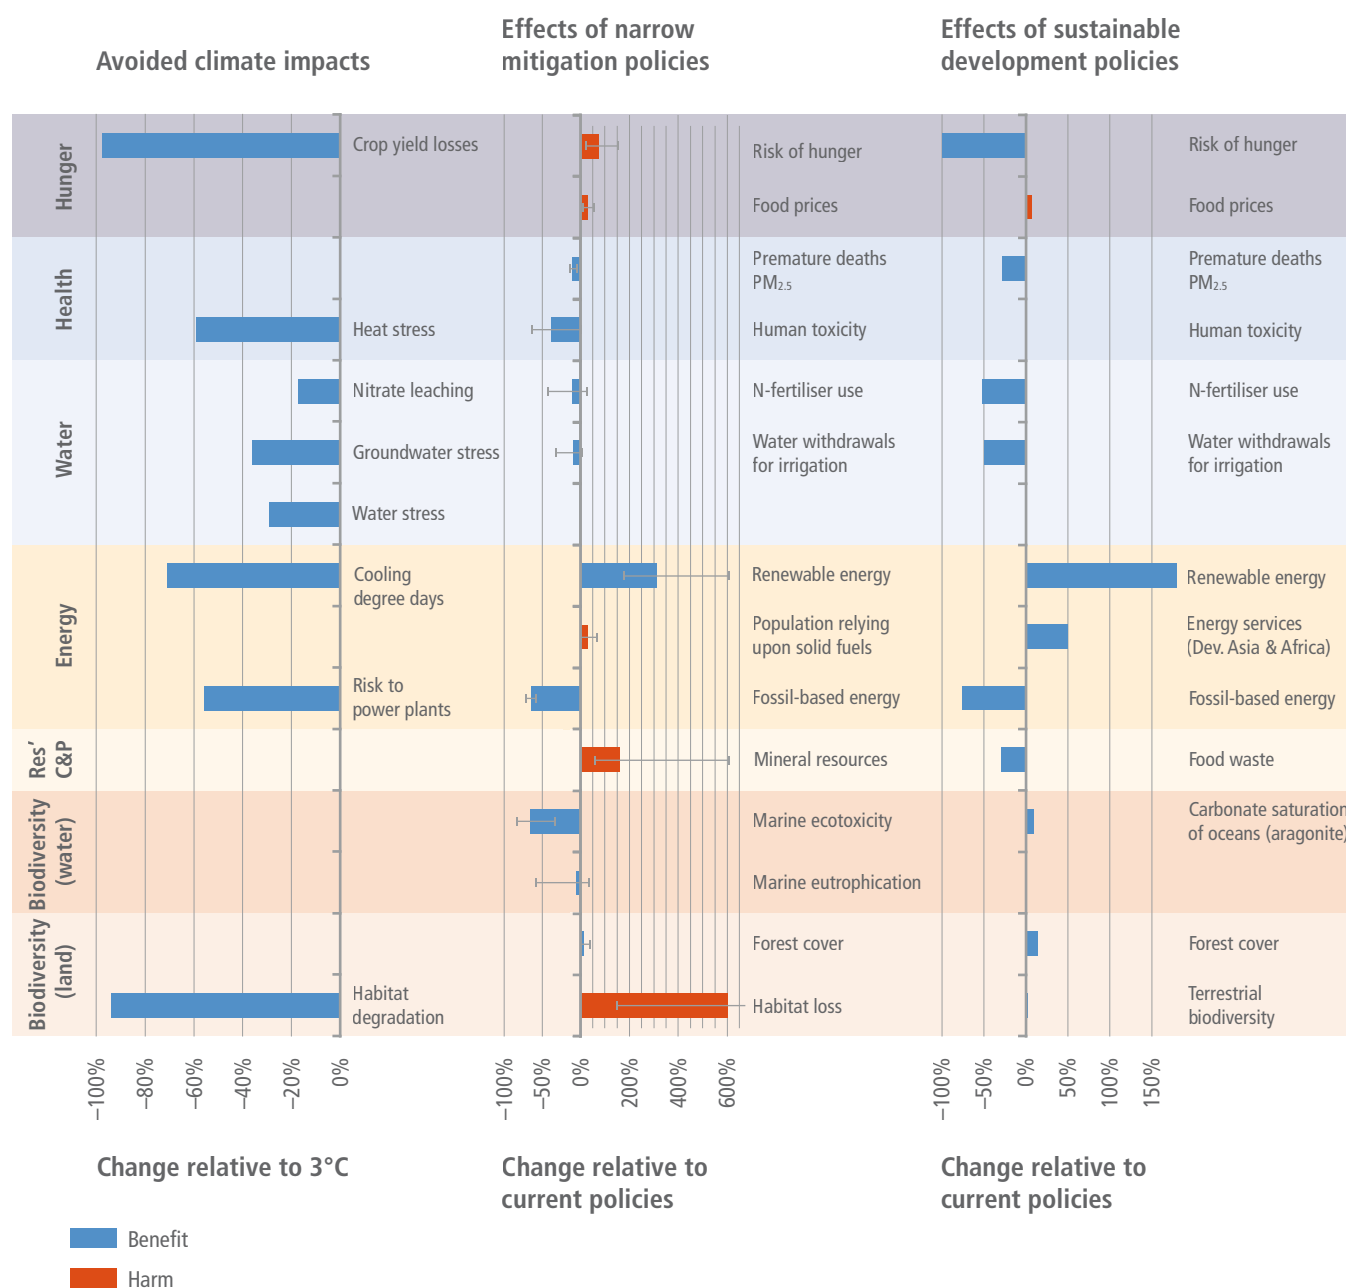 Avoided climate impacts
Effects of narrow
mitigation policies
Effects of sustainable
development policies
Hunger
Crop yield losses
Risk of hunger
Risk of hunger
Food prices
Food prices
Health
Premature deaths
PM2.5
Premature deaths
PM2.5
Heat stress
Human toxicity
Human toxicity
Water
Nitrate leaching
N-fertiliser use
N-fertiliser use
Groundwater stress
Water withdrawals
for irrigation
Water withdrawals
for irrigation
Water stress
Energy
Cooling
degree days
Renewable energy
Renewable energy
Population relying
upon solid fuels
Energy services
(Dev. Asia & Africa)
Risk to
power plants
Fossil-based energy
Fossil-based energy
Res’
C&P
Mineral resources
Food waste
Biodiversity
(water)
Marine ecotoxicity
Carbonate saturation
of oceans (aragonite)
Marine eutrophication
Biodiversity
(land)
Forest cover
Forest cover
Habitat
degradation
Habitat loss
Terrestrial
biodiversity
−100%
−80%
−60%
−40%
−20%
0%
−100%
−50%
0%
200%
400%
600%
−100%
−50%
0%
50%
100%
150%
Change relative to 3°C
Change relative to
current policies
Change relative to
current policies
Benefit
Harm